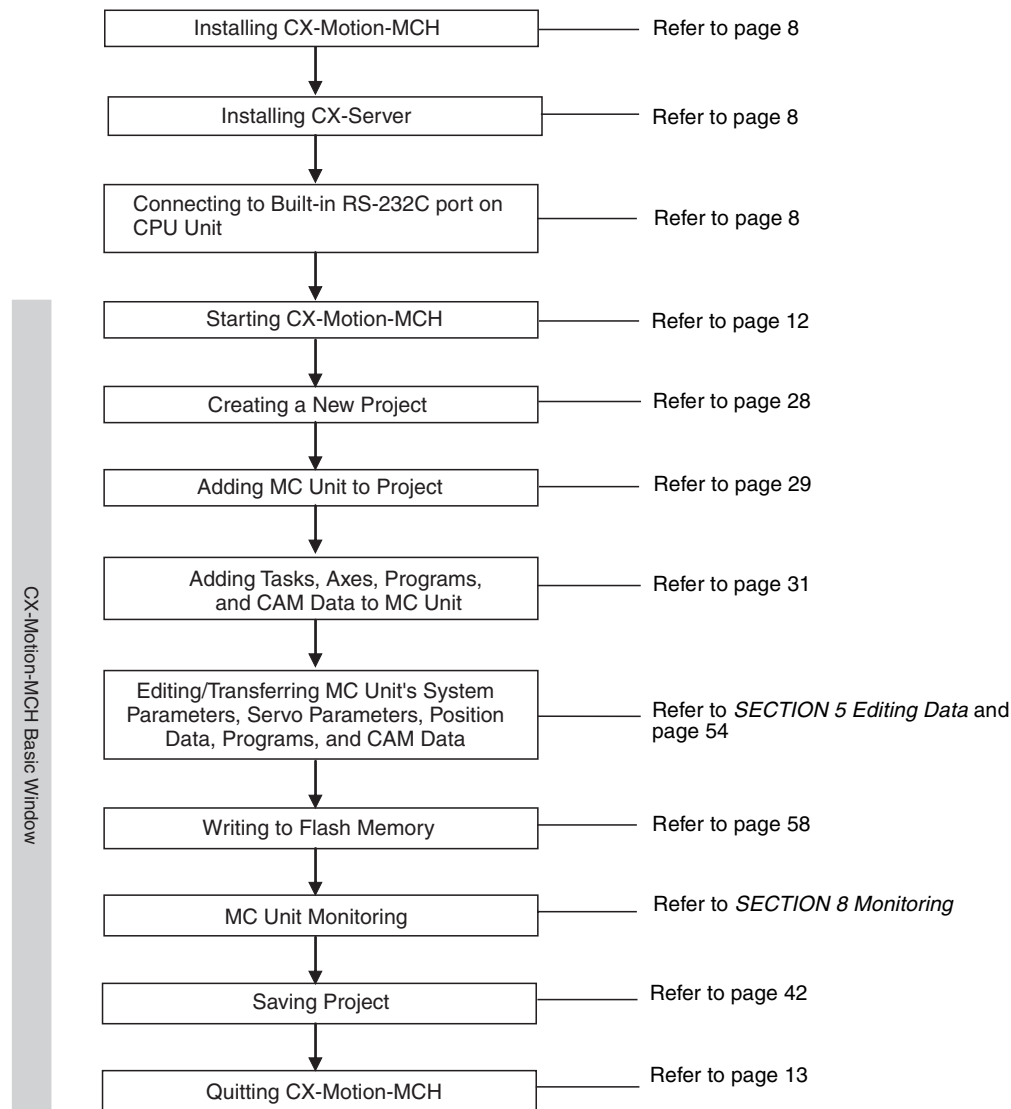 Installing CX-Motion-MCH
Refer to page 8
Installing CX-Server
Refer to page 8
Connecting to Built-in RS-232C port on
CPU Unit
Refer to page 8
CX-Motion-MCH Basic Window
Starting CX-Motion-MCH
Refer to page 12
Creating a New Project
Refer to page 28
Adding MC Unit to Project
Refer to page 29
Adding Tasks, Axes, Programs,
and CAM Data to MC Unit
Refer to page 31
Editing/Transferring MC Unit's System
Parameters, Servo Parameters, Position
Data, Programs, and CAM Data
Refer to SECTION 5 Editing Data and
page 54
Writing to Flash Memory
Refer to page 58
MC Unit Monitoring
Refer to SECTION 8 Monitoring
Saving Project
Refer to page 42
Quitting CX-Motion-MCH
Refer to page 13